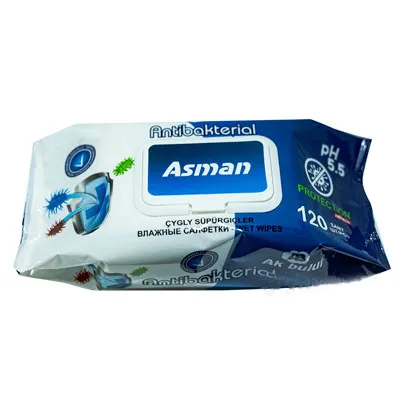 Antibakterial
pH
5.5
Asman
PROTECTION
ÇYGLY SÜPÜRGIÇLER
ВЛАЖНЫЕ САЛФЕТКИ - WET WIPES
120
Ak bulut
Antibakterial